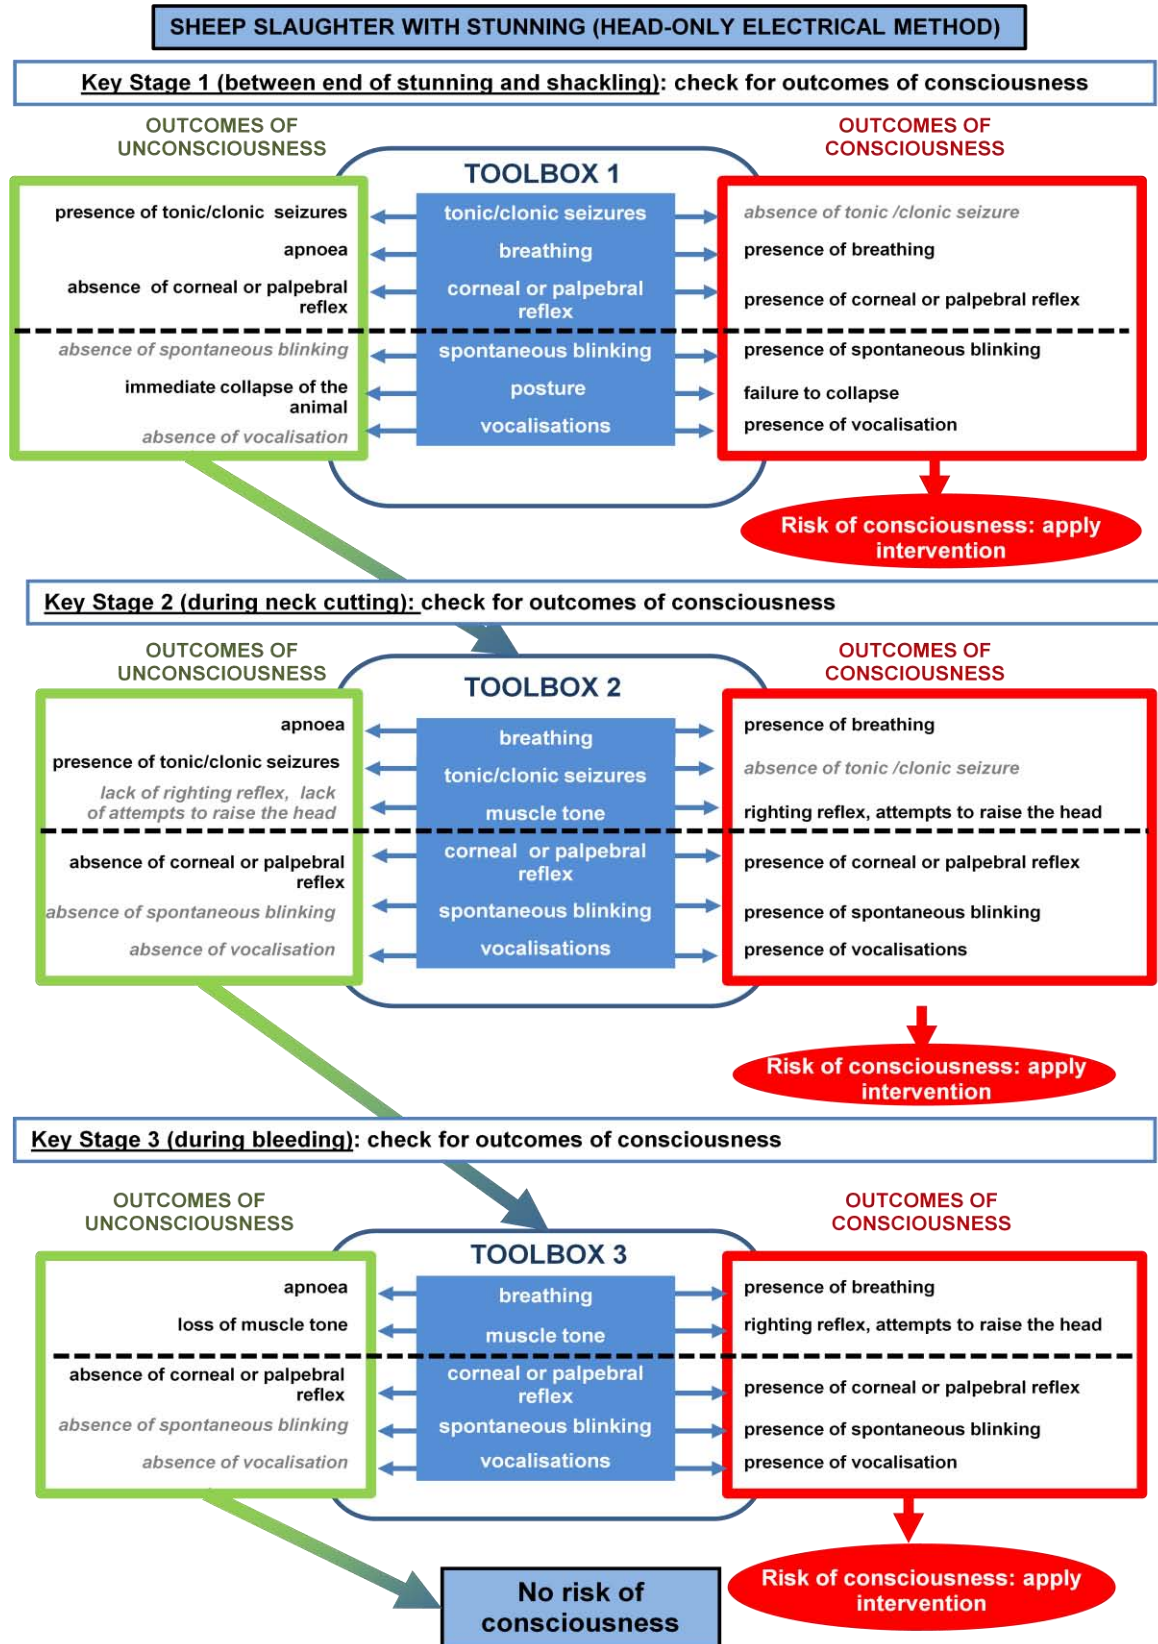 SHEEP SLAUGHTER WITH STUNNING (HEAD-ONLY ELECTRICAL METHOD)
Key Stage 1 (between end of stunning and shackling): check for outcomes of consciousness
OUTCOMES OF
UNCONSCIOUSNESS
OUTCOMES OF
CONSCIOUSNESS
TOOLBOX 1
presence of tonic/clonic seizures
tonic/clonic seizures
absence of tonic /clonic seizure
apnoea
breathing
presence of breathing
absence of corneal or palpebral
reflex
corneal or palpebral
reflex
presence of corneal or palpebral reflex
absence of spontaneous blinking
spontaneous blinking
presence of spontaneous blinking
immediate collapse of the
animal
posture
failure to collapse
absence of vocalisation
vocalisations
presence of vocalisation
Risk of consciousness: apply
intervention
Key Stage 2 (during neck cutting): check for outcomes of consciousness
OUTCOMES OF
UNCONSCIOUSNESS
OUTCOMES OF
CONSCIOUSNESS
TOOLBOX 2
apnoea
breathing
presence of breathing
presence of tonic/clonic seizures
tonic/clonic seizures
absence of tonic /clonic seizure
lack of righting reflex, lack
of attempts to raise the head
muscle tone
righting reflex, attempts to raise the head
absence of corneal or palpebral
reflex
corneal or palpebral
reflex
presence of corneal or palpebral reflex
absence of spontaneous blinking
spontaneous blinking
presence of spontaneous blinking
absence of vocalisation
vocalisations
presence of vocalisations
Risk of consciousness: apply
intervention
Key Stage 3 (during bleeding): check for outcomes of consciousness
OUTCOMES OF
UNCONSCIOUSNESS
OUTCOMES OF
CONSCIOUSNESS
TOOLBOX 3
apnoea
breathing
presence of breathing
loss of muscle tone
muscle tone
righting reflex, attempts to raise the head
absence of corneal or palpebral
reflex
corneal or palpebral
reflex
presence of corneal or palpebral reflex
absence of spontaneous blinking
spontaneous blinking
presence of spontaneous blinking
absence of vocalisation
vocalisations
presence of vocalisation
Risk of consciousness: apply
intervention
No risk of
consciousness